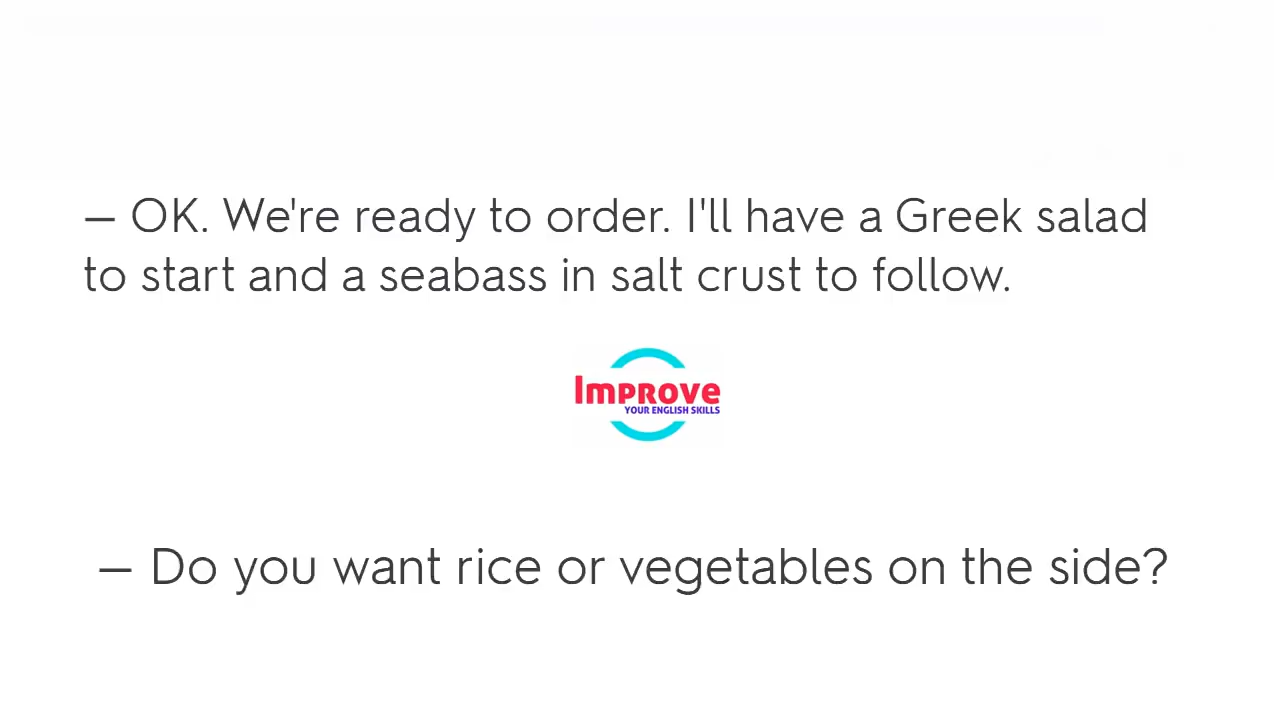 – OK. We're ready to order. I'll have a Greek salad
to start and a seabass in salt crust to follow.
Improve
YOUR ENGLISH SKILLS
– Do you want rice or vegetables on the side?